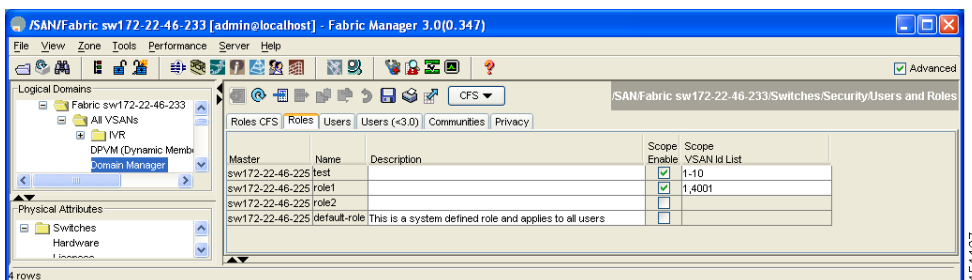 /SAN/Fabric sw172-22-46-233 [admin@localhost] - Fabric Manager 3.0(0.347)
File View Zone Tools Performance Server Help
Advanced
Logical Domains
Fabric sw172-22-46-233
All VSANs
IVR
DPVM (Dynamic Memb
Domain Manager
Physical Attributes
Switches
Hardware
CFS
/SAN/Fabric sw172-22-46-233/Switches/Security/Users and Roles
Roles CFS Roles Users Users (<3.0) Communities Privacy
Master Name Description Scope Enable Scope VSAN Id List
sw172-22-46-225 test 1-10
sw172-22-46-225 role1 1,4001
sw172-22-46-225 role2
sw172-22-46-225 default-role This is a system defined role and applies to all users
4 rows